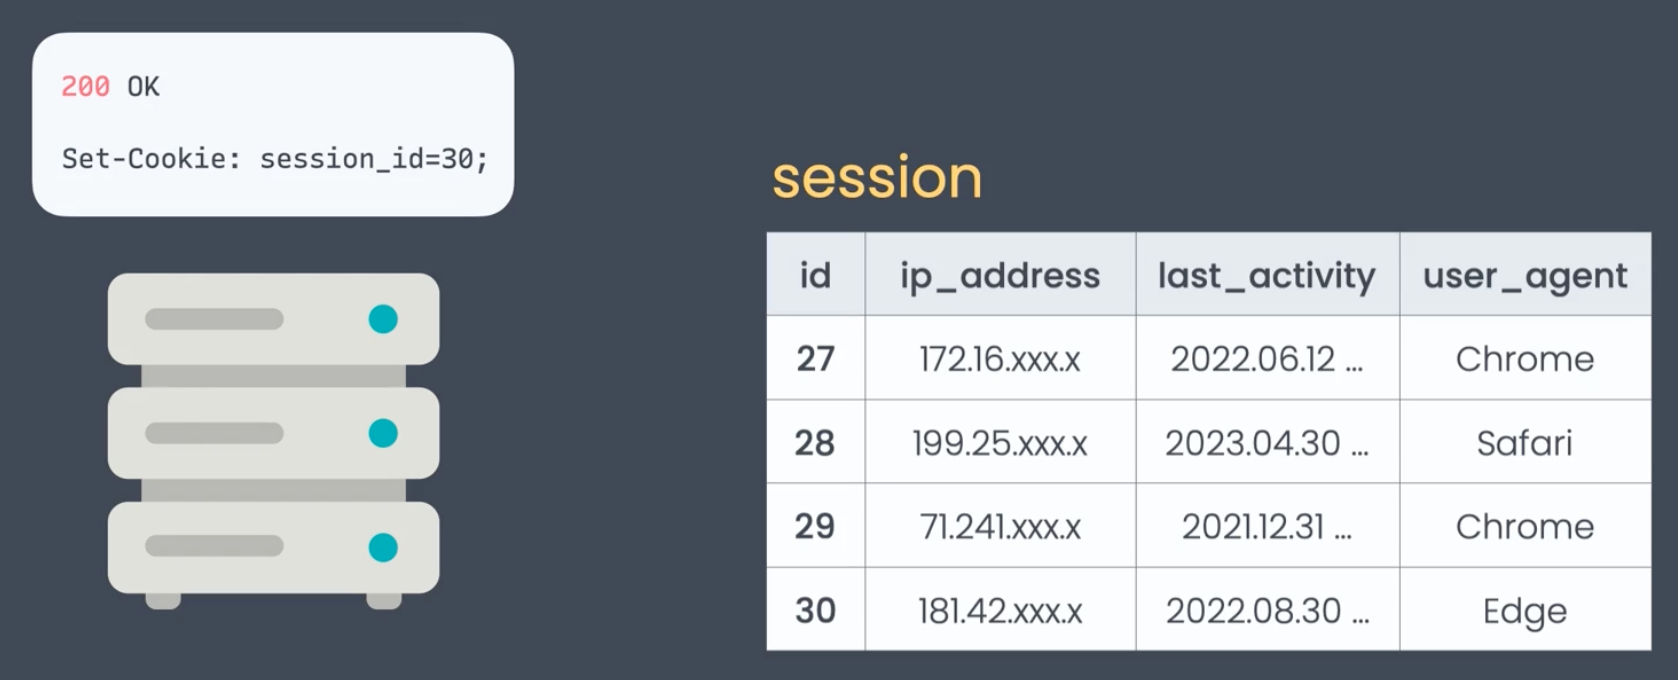 200 OK
Set-Cookie: session_id=30;
session
id ip_address last_activity user_agent
27 172.16.xxx.x 2022.06.12 ... Chrome
28 199.25.xxx.x 2023.04.30 ... Safari
29 71.241.xxx.x 2021.12.31 ... Chrome
30 181.42.xxx.x 2022.08.30 ... Edge